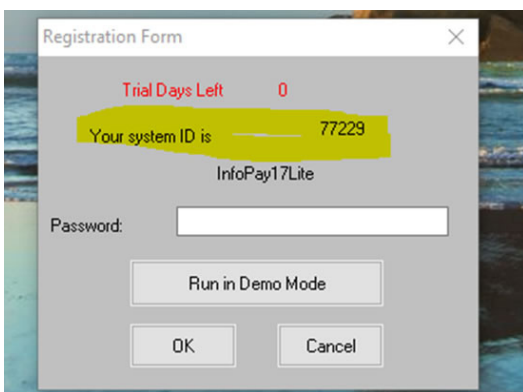 Registration Form
Trial Days Left 0
Your system ID is 77229
InfoPay17Lite
Password:
Run in Demo Mode
OK Cancel